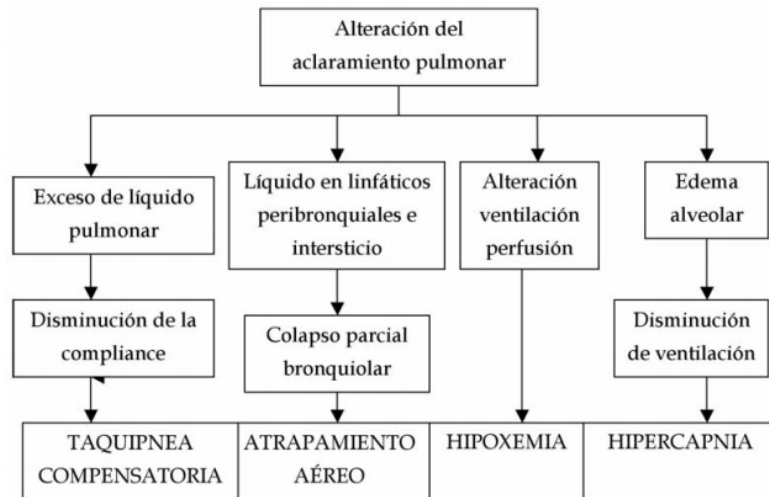 Alteración del
aclaramiento pulmonar
Exceso de líquido
pulmonar
Líquido en linfáticos
peribronquiales e
intersticio
Alteración
ventilación
perfusión
Edema
alveolar
Disminución de la
compliance
Colapso parcial
bronquiolar
Disminución
de ventilación
TAQUIPNEA
COMPENSATORIA
ATRAPAMIENTO
AÉREO
HIPOXEMIA
HIPERCAPNIA